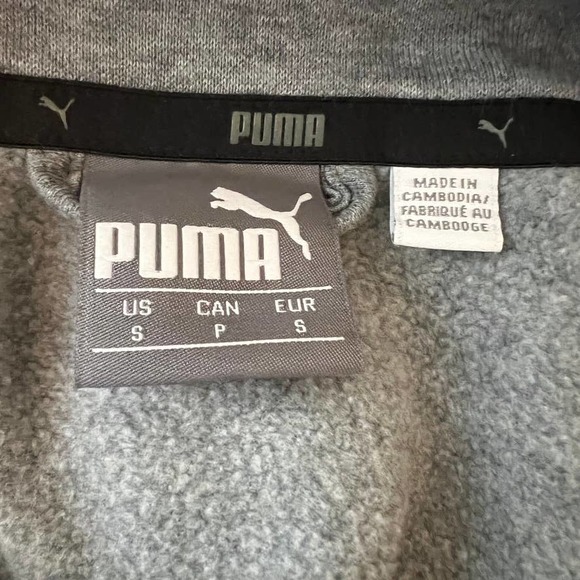 PUMA
PUMA
US CAN EUR
S P S
MADE IN
CAMBODIA/
FABRIQUÉ AU
CAMBODGE